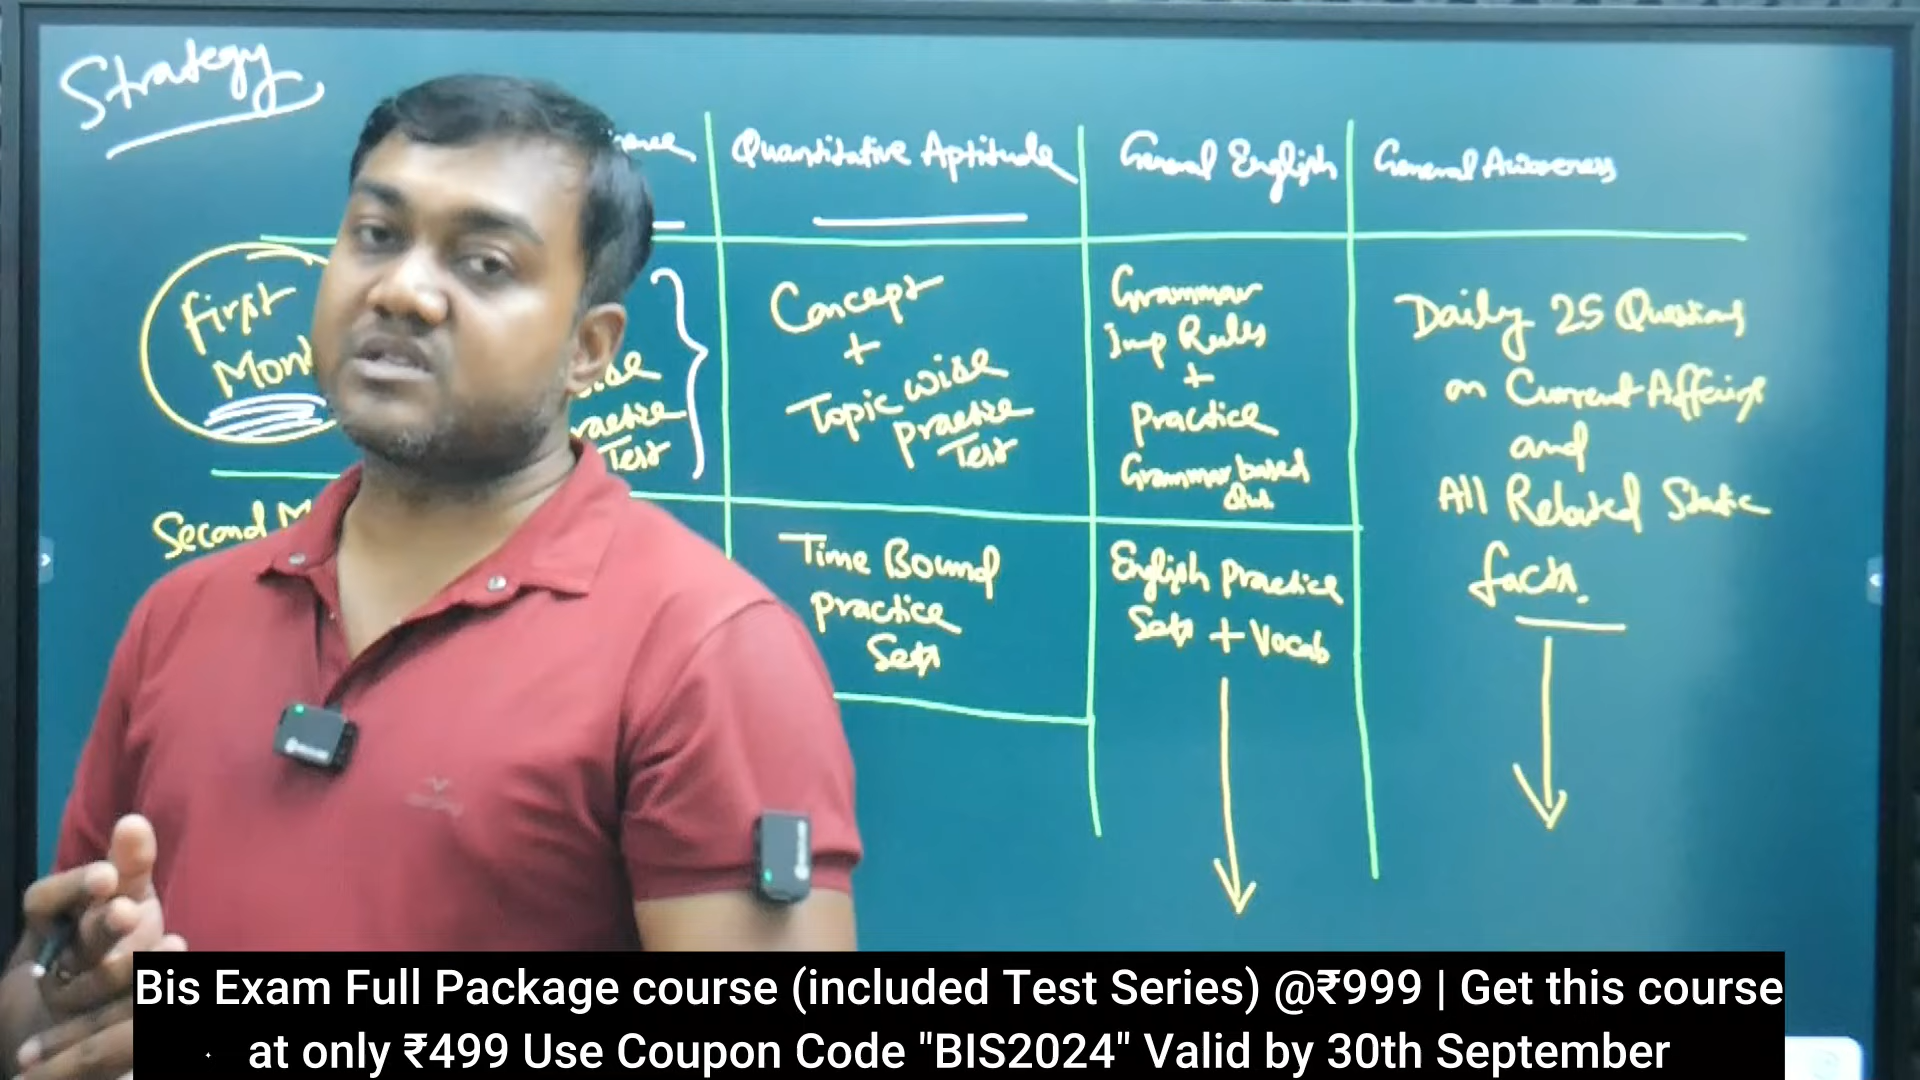 Strategy
Quantitative Aptitude
General English
General Awareness
First
Mon
Test
Concept
+
Topic wise
practice
Test
Grammar
imp Rules
+
Practice
Grammar based
Daily 25 Questions
on Current Affairs
and
All Related Static
facts.
Second M
Time Bound
practice
Sets
English practice
Sets + Vocab
Bis Exam Full Package course (included Test Series) @₹999 | Get this course
at only ₹499 Use Coupon Code "BIS2024" Valid by 30th September